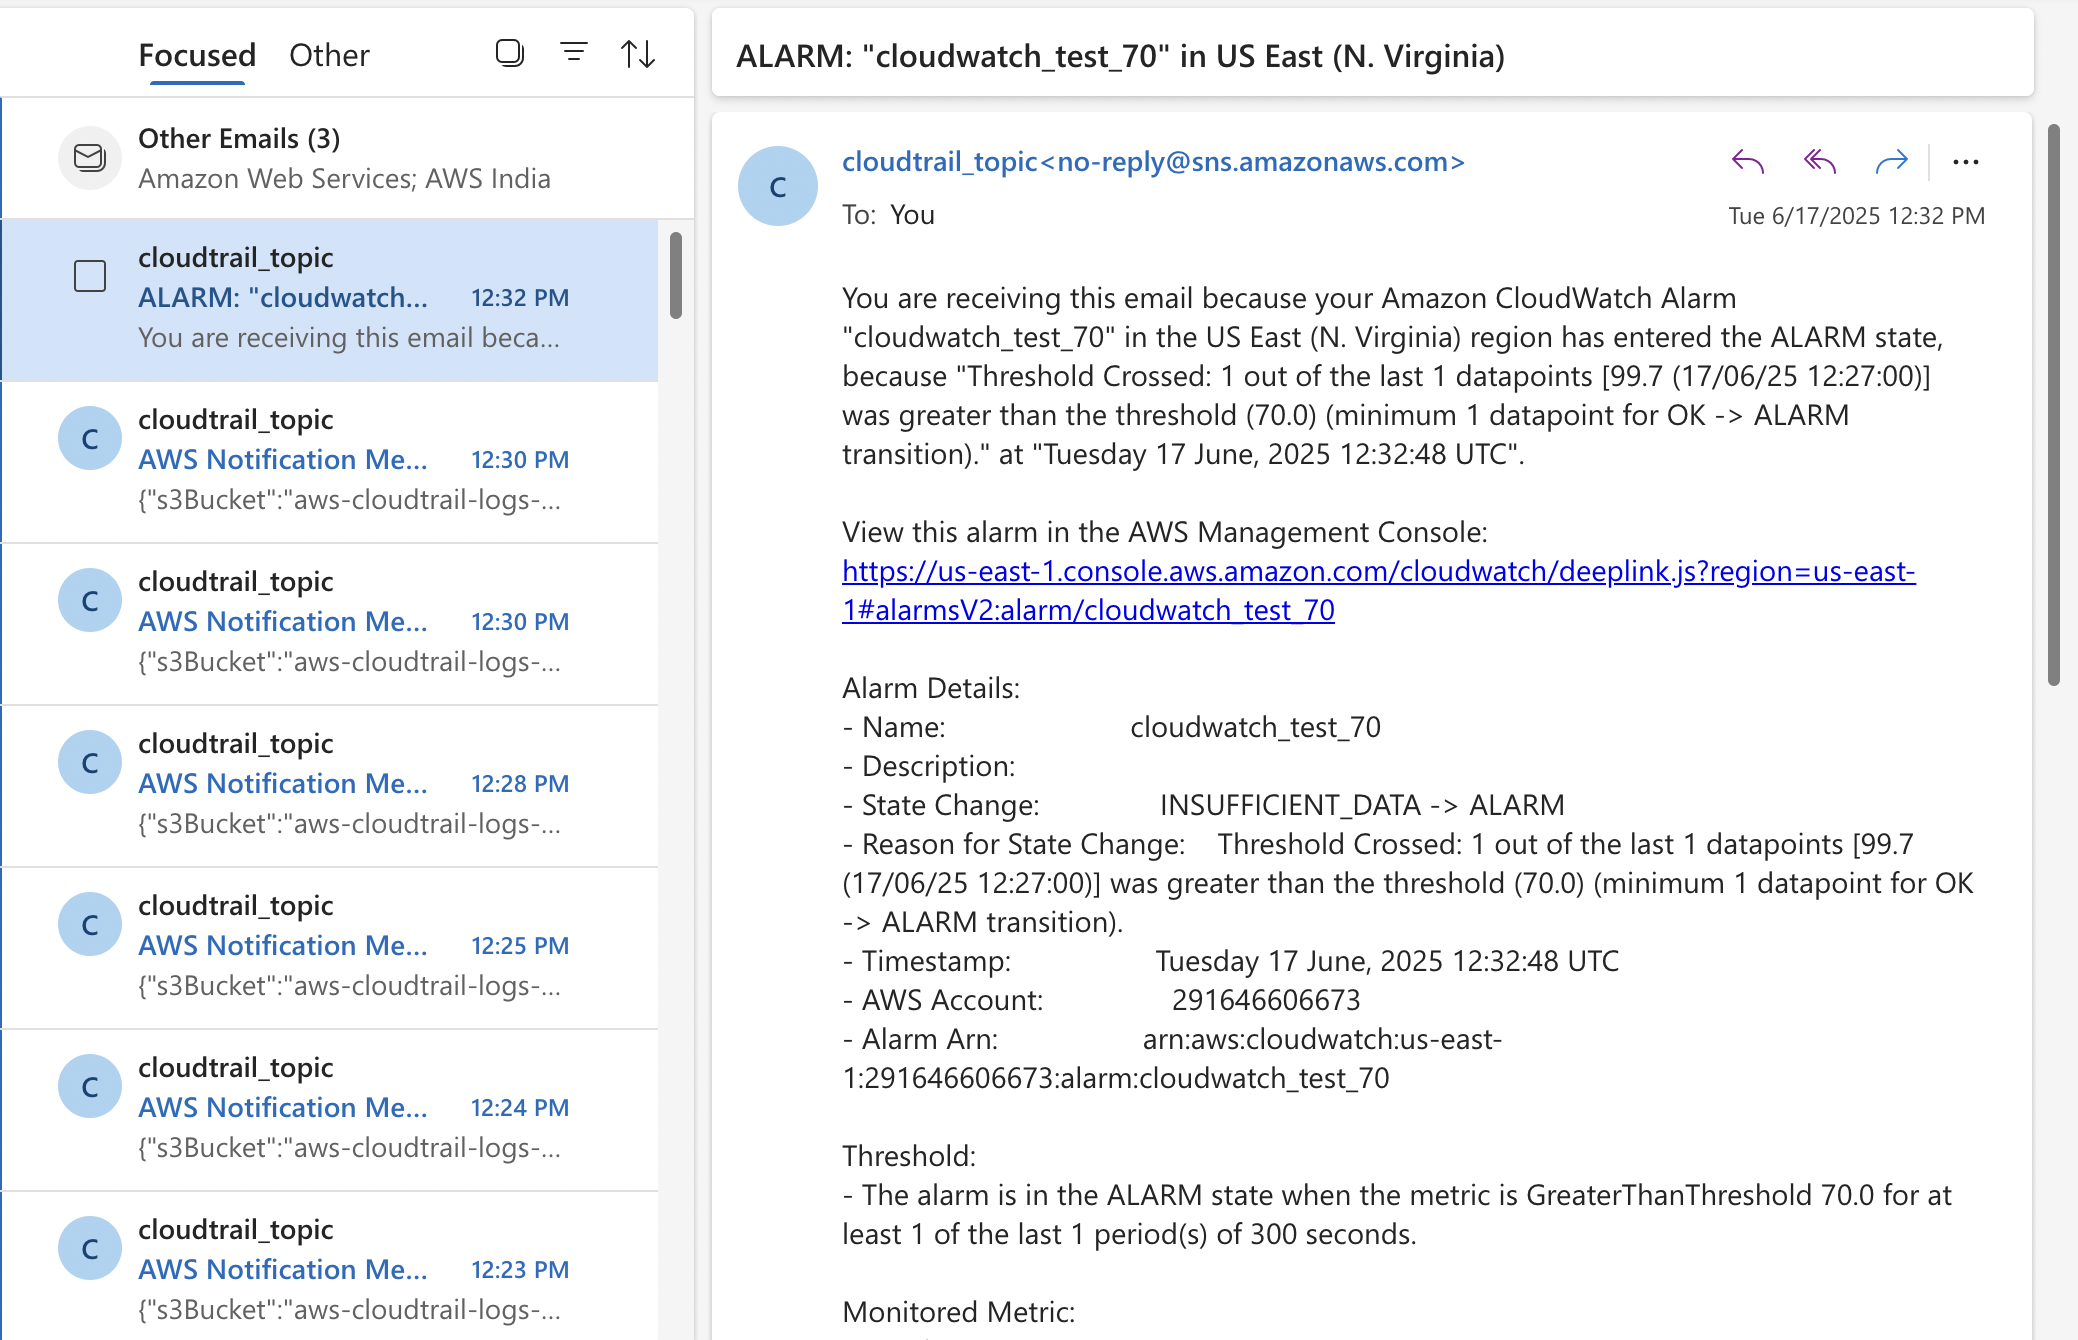 Focused Other
Other Emails (3)
Amazon Web Services; AWS India
cloudtrail_topic
ALARM: "cloudwatch... 12:32 PM
You are receiving this email beca...
C
cloudtrail_topic
AWS Notification Me... 12:30 PM
{"s3Bucket":"aws-cloudtrail-logs-...
C
cloudtrail_topic
AWS Notification Me... 12:30 PM
{"s3Bucket":"aws-cloudtrail-logs-...
C
cloudtrail_topic
AWS Notification Me... 12:28 PM
{"s3Bucket":"aws-cloudtrail-logs-...
C
cloudtrail_topic
AWS Notification Me... 12:25 PM
{"s3Bucket":"aws-cloudtrail-logs-...
C
cloudtrail_topic
AWS Notification Me... 12:24 PM
{"s3Bucket":"aws-cloudtrail-logs-...
C
cloudtrail_topic
AWS Notification Me... 12:23 PM
{"s3Bucket":"aws-cloudtrail-logs-...
ALARM: "cloudwatch_test_70" in US East (N. Virginia)
C
cloudtrail_topic<no-reply@sns.amazonaws.com>
To: You
Tue 6/17/2025 12:32 PM
You are receiving this email because your Amazon CloudWatch Alarm
"cloudwatch_test_70" in the US East (N. Virginia) region has entered the ALARM state,
because "Threshold Crossed: 1 out of the last 1 datapoints [99.7 (17/06/25 12:27:00)]
was greater than the threshold (70.0) (minimum 1 datapoint for OK -> ALARM
transition)." at "Tuesday 17 June, 2025 12:32:48 UTC".
View this alarm in the AWS Management Console:
https://us-east-1.console.aws.amazon.com/cloudwatch/deeplink.js?region=us-east-
1#alarmsV2:alarm/cloudwatch_test_70
Alarm Details:
- Name: cloudwatch_test_70
- Description:
- State Change: INSUFFICIENT_DATA -> ALARM
- Reason for State Change: Threshold Crossed: 1 out of the last 1 datapoints [99.7
(17/06/25 12:27:00)] was greater than the threshold (70.0) (minimum 1 datapoint for OK
-> ALARM transition).
- Timestamp: Tuesday 17 June, 2025 12:32:48 UTC
- AWS Account: 291646606673
- Alarm Arn: arn:aws:cloudwatch:us-east-
1:291646606673:alarm:cloudwatch_test_70
Threshold:
- The alarm is in the ALARM state when the metric is GreaterThanThreshold 70.0 for at
least 1 of the last 1 period(s) of 300 seconds.
Monitored Metric: